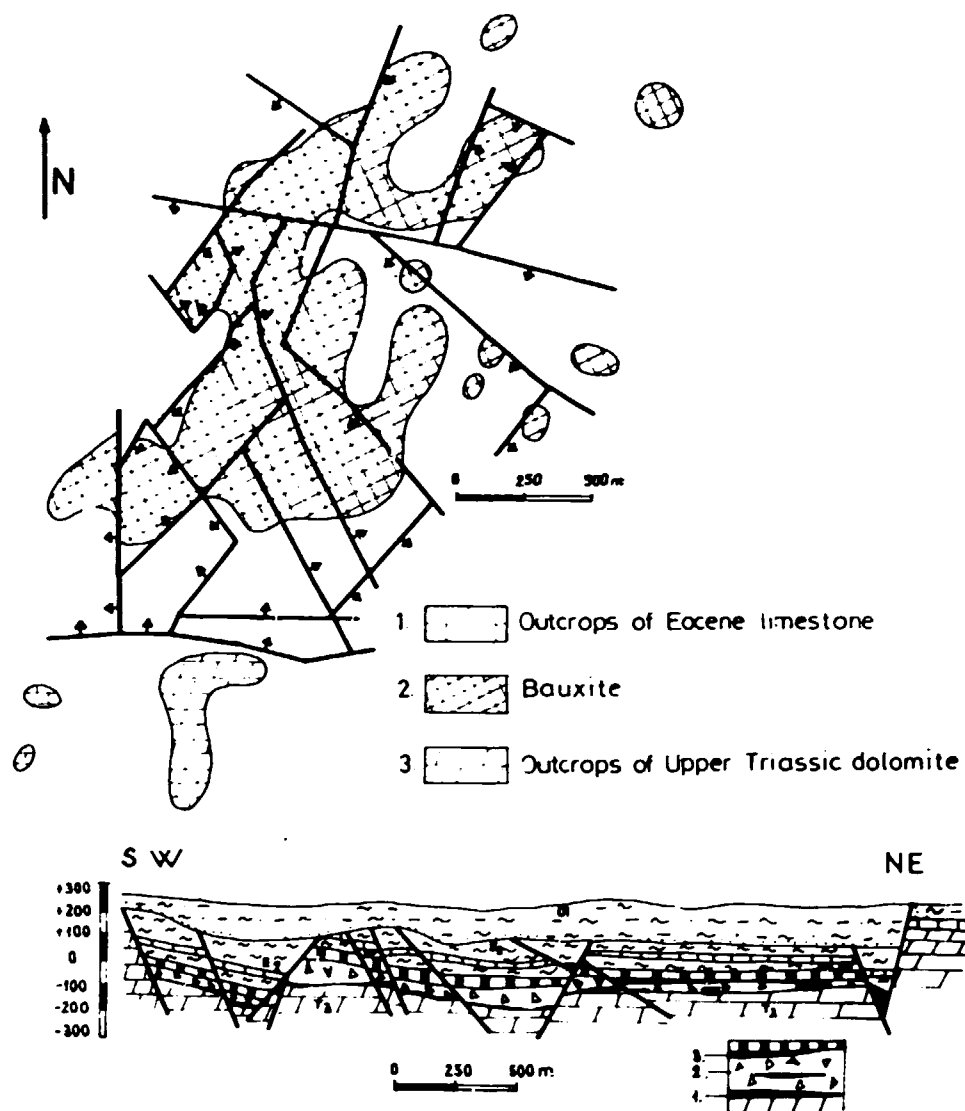 N
0 250 500 m
1. Outcrops of Eocene limestone
2. Bauxite
3 Outcrops of Upper Triassic dolomite
S W NE
+300
+200
+100
0
-100
-200
-300
0 250 500 m
3.
2.
1.